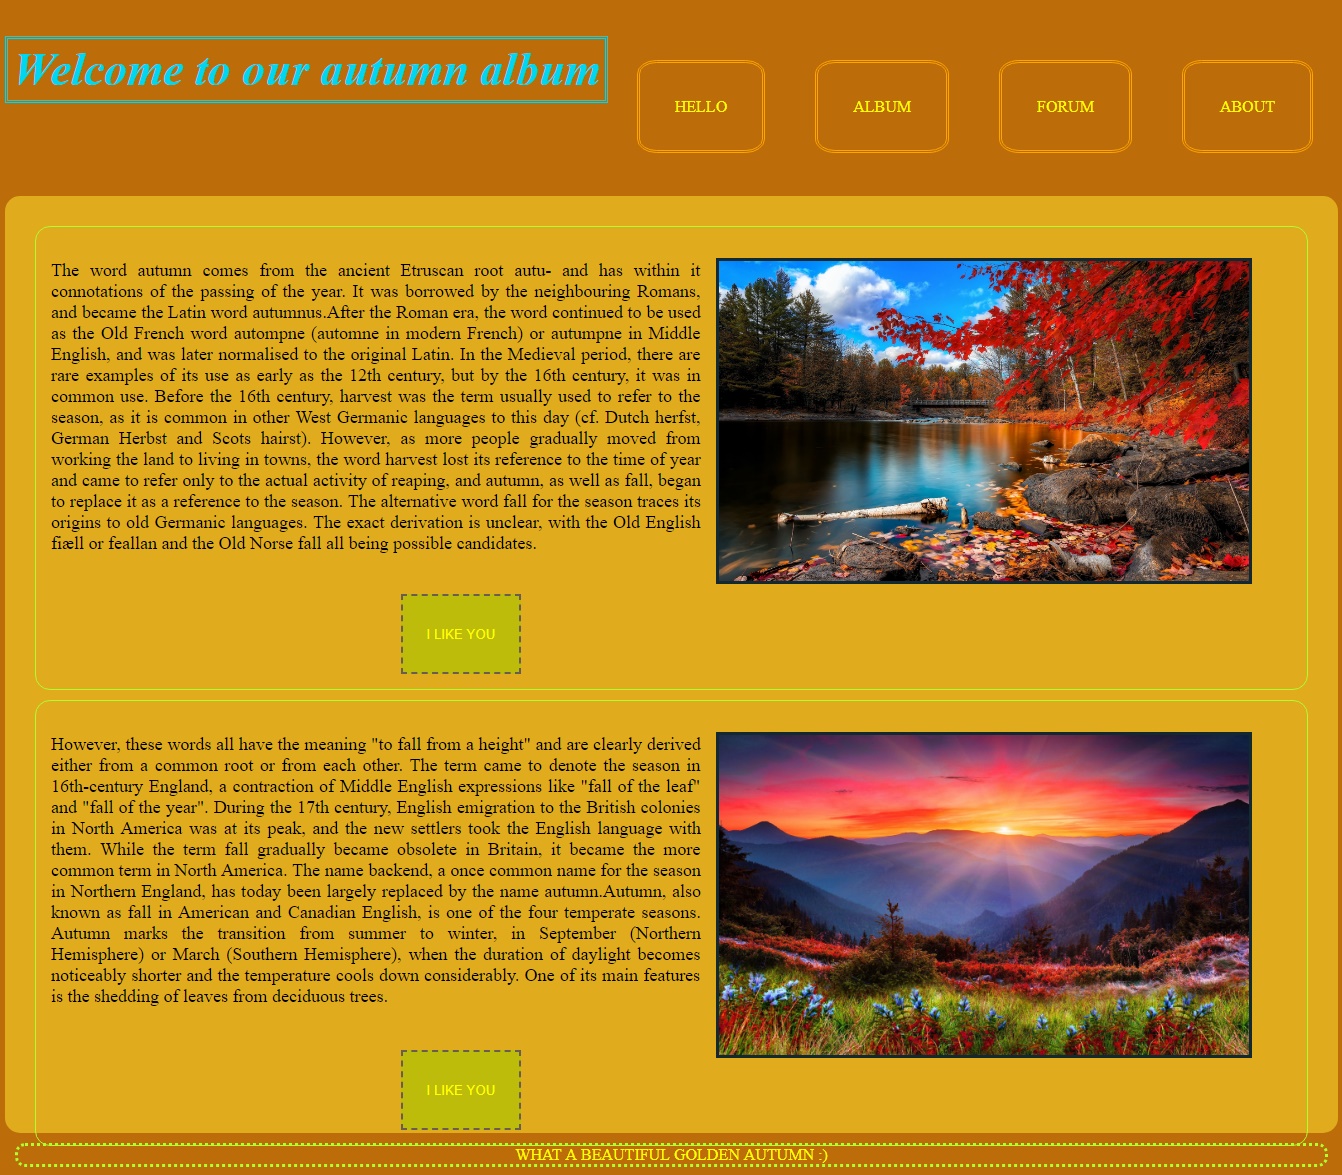 Welcome to our autumn album
HELLO
ALBUM
FORUM
ABOUT
The word autumn comes from the ancient Etruscan root autu- and has within it
connotations of the passing of the year. It was borrowed by the neighbouring Romans,
and became the Latin word autumnus.After the Roman era, the word continued to be used
as the Old French word autompne (automne in modern French) or autumpne in Middle
English, and was later normalised to the original Latin. In the Medieval period, there are
rare examples of its use as early as the 12th century, but by the 16th century, it was in
common use. Before the 16th century, harvest was the term usually used to refer to the
season, as it is common in other West Germanic languages to this day (cf. Dutch herfst,
German Herbst and Scots hairst). However, as more people gradually moved from
working the land to living in towns, the word harvest lost its reference to the time of year
and came to refer only to the actual activity of reaping, and autumn, as well as fall, began
to replace it as a reference to the season. The alternative word fall for the season traces its
origins to old Germanic languages. The exact derivation is unclear, with the Old English
fiæll or feallan and the Old Norse fall all being possible candidates.
I LIKE YOU
However, these words all have the meaning "to fall from a height" and are clearly derived
either from a common root or from each other. The term came to denote the season in
16th-century England, a contraction of Middle English expressions like "fall of the leaf"
and "fall of the year". During the 17th century, English emigration to the British colonies
in North America was at its peak, and the new settlers took the English language with
them. While the term fall gradually became obsolete in Britain, it became the more
common term in North America. The name backend, a once common name for the season
in Northern England, has today been largely replaced by the name autumn.Autumn, also
known as fall in American and Canadian English, is one of the four temperate seasons.
Autumn marks the transition from summer to winter, in September (Northern
Hemisphere) or March (Southern Hemisphere), when the duration of daylight becomes
noticeably shorter and the temperature cools down considerably. One of its main features
is the shedding of leaves from deciduous trees.
I LIKE YOU
WHAT A BEAUTIFUL GOLDEN AUTUMN :)